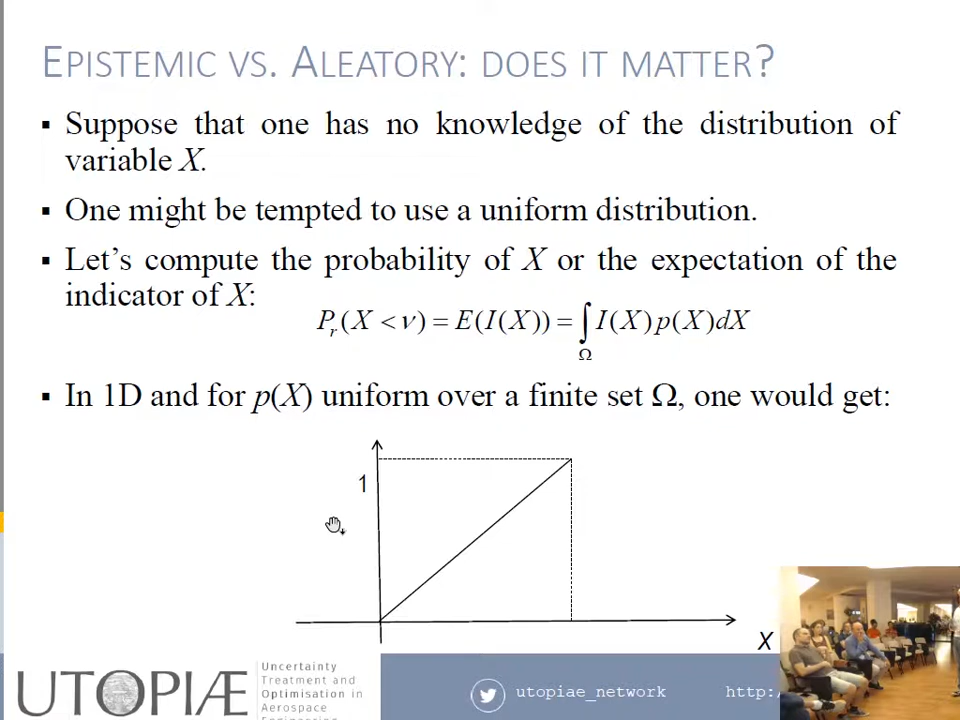 EPISTEMIC VS. ALEATORY: DOES IT MATTER?
▪ Suppose that one has no knowledge of the distribution of
variable X.
▪ One might be tempted to use a uniform distribution.
▪ Let's compute the probability of X or the expectation of the
indicator of X:
Pr(X < ν) = E(I(X)) = ∫Ω I(X)p(X)dX
▪ In 1D and for p(X) uniform over a finite set Ω, one would get:
1
X
UTOPIÆ
Uncertainty
Treatment and
Optimisation in
Aerospace
Engineering
utopiae_network
http:/